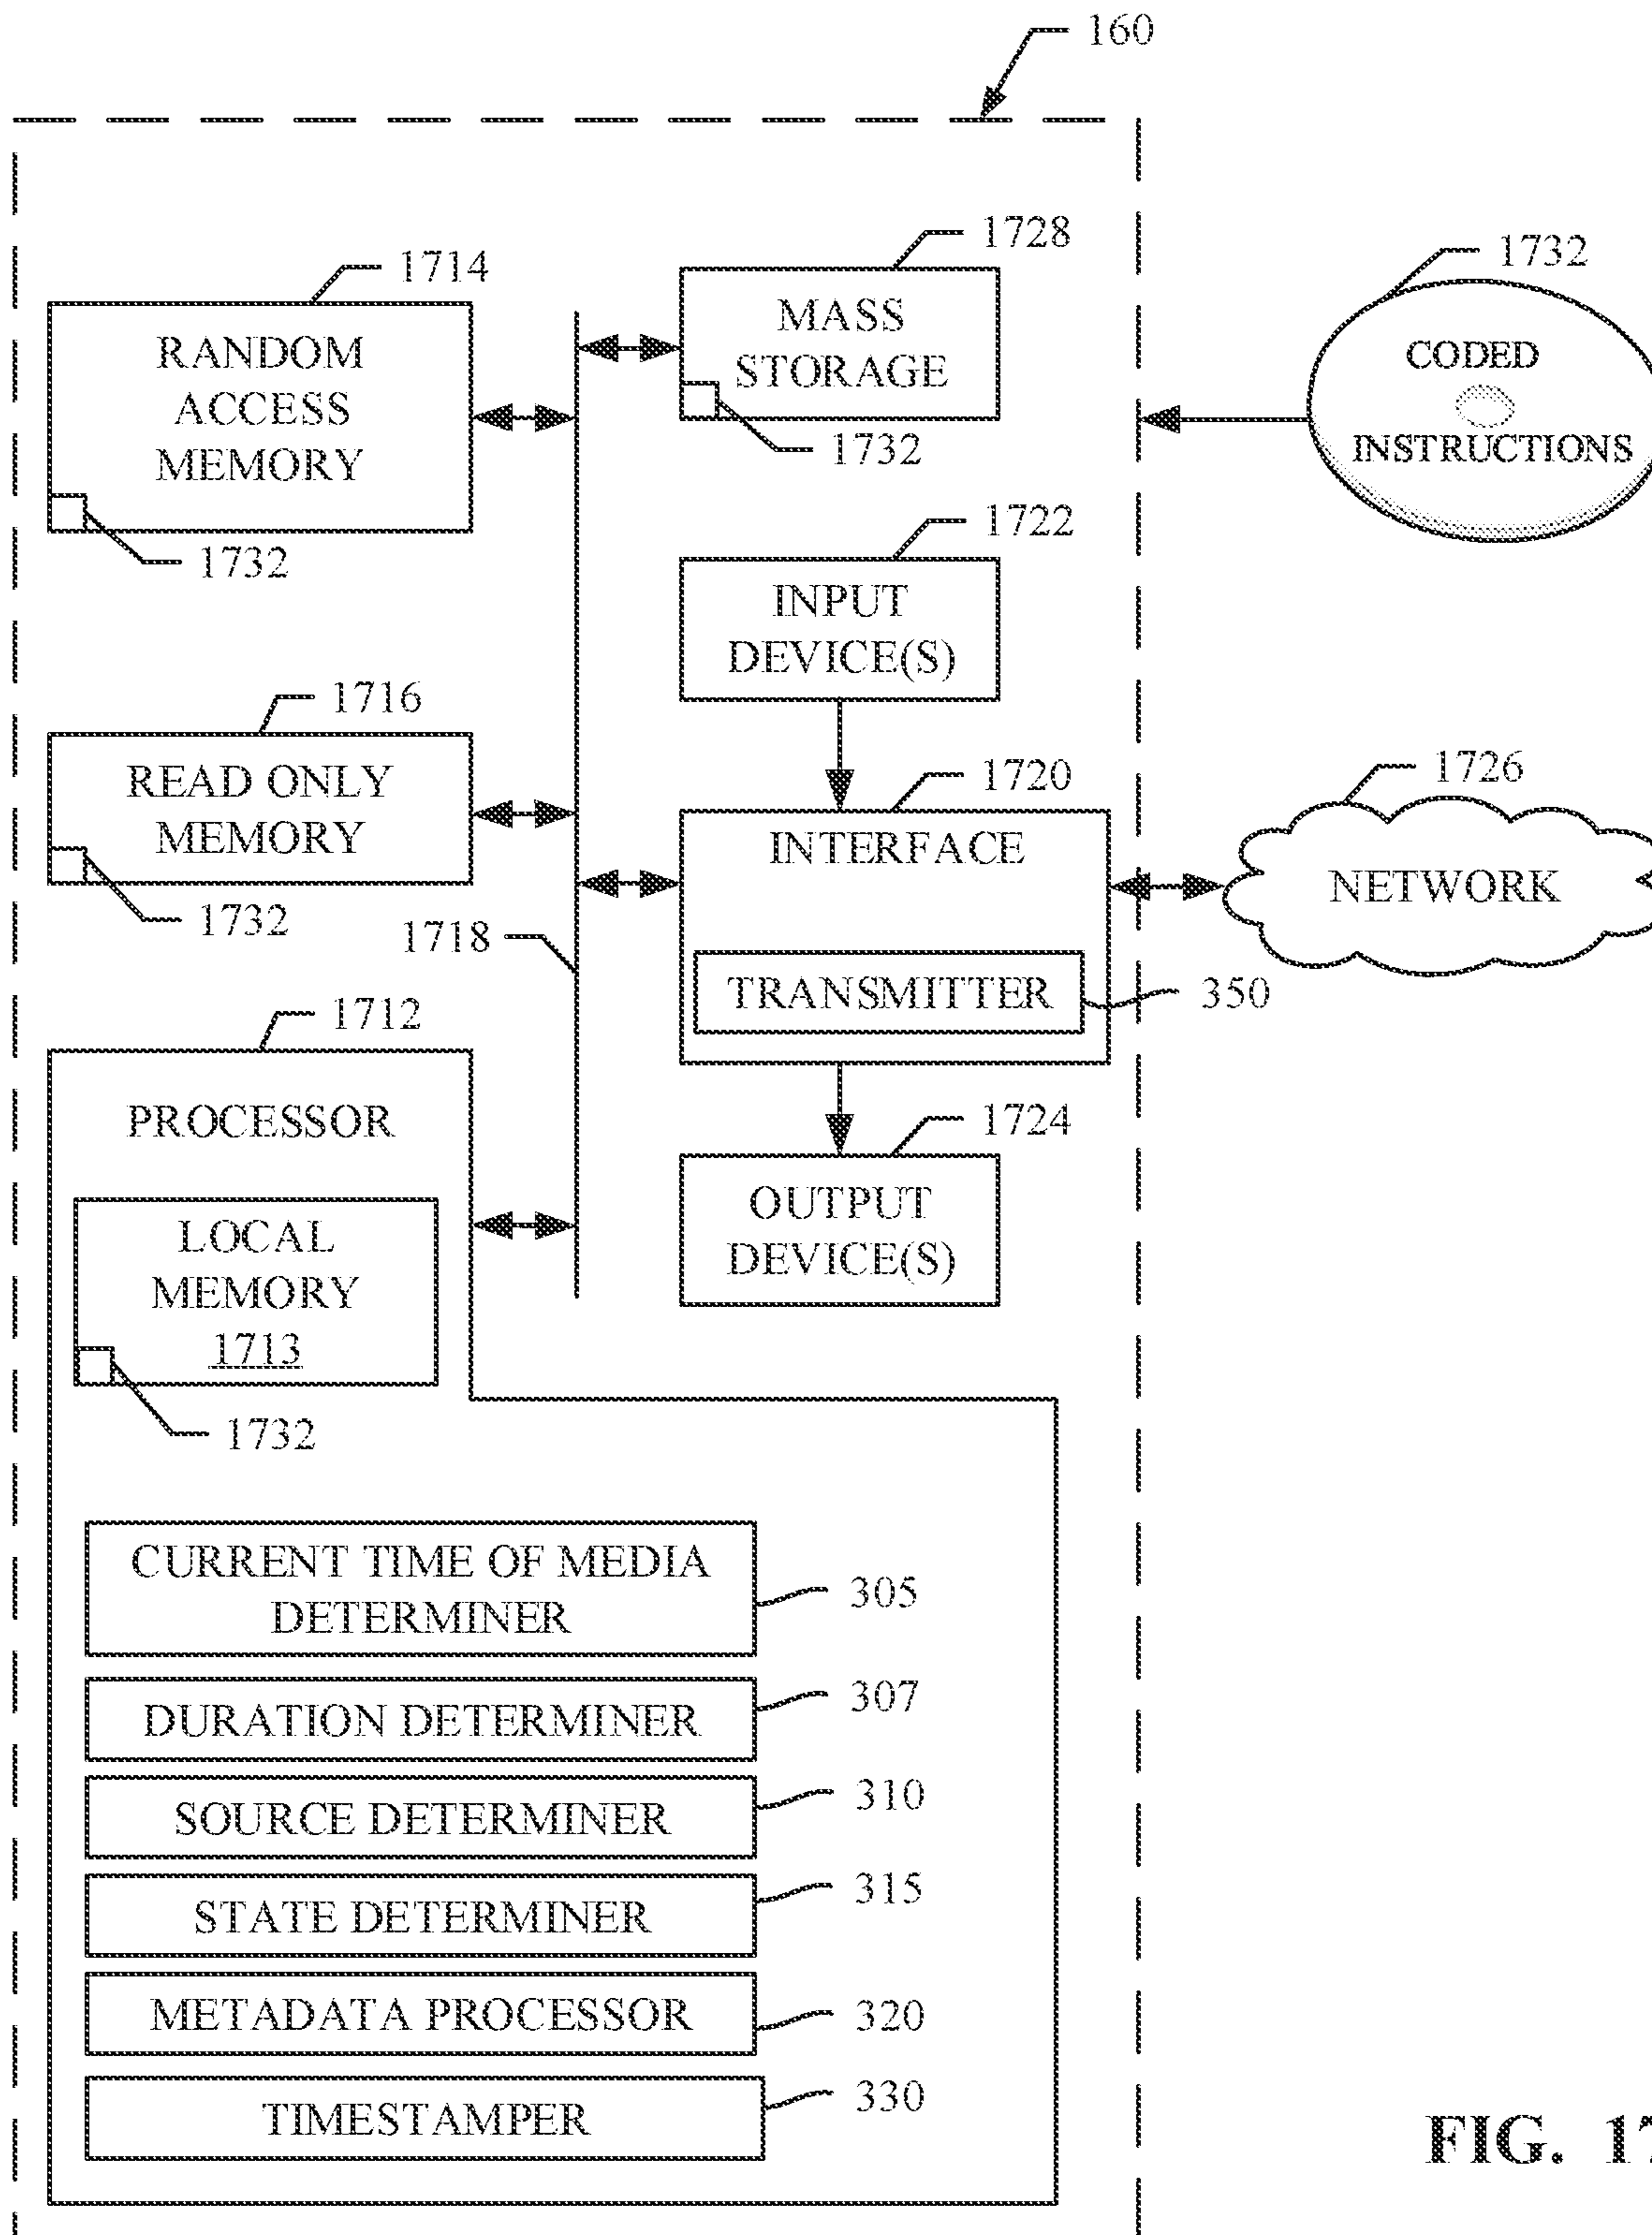 160
1714
RANDOM
ACCESS
MEMORY
1732
1728
MASS
STORAGE
1732
1732
CODED
INSTRUCTIONS
1722
INPUT
DEVICE(S)
1716
READ ONLY
MEMORY
1732
1718
1720
INTERFACE
TRANSMITTER
350
1726
NETWORK
1712
PROCESSOR
LOCAL
MEMORY
1713
1732
1724
OUTPUT
DEVICE(S)
CURRENT TIME OF MEDIA
DETERMINER
305
DURATION DETERMINER
307
SOURCE DETERMINER
310
STATE DETERMINER
315
METADATA PROCESSOR
320
TIMESTAMPER
330
FIG. 17